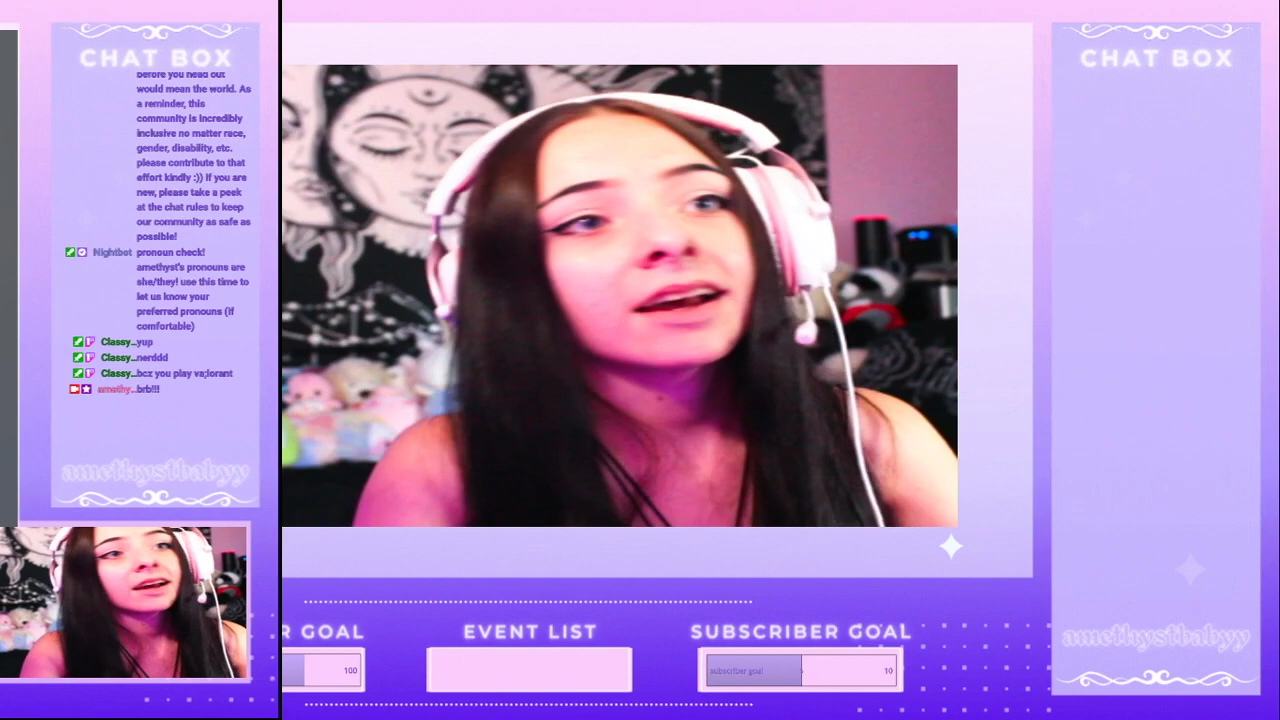 CHAT BOX
before you head out
would mean the world. As
a reminder, this
community is incredibly
inclusive no matter race,
gender, disability, etc.
please contribute to that
effort kindly :)) if you are
new, please take a peek
at the chat rules to keep
our community as safe as
possible!
Nightbot pronoun check!
amethyst's pronouns are
she/they! use this time to
let us know your
preferred pronouns (if
comfortable)
Classy...yup
Classy...nerddd
Classy...bcz you play valorant
amethy...brb!!!
amethystbabyy
R GOAL
100
EVENT LIST
SUBSCRIBER GOAL
subscriber goal
10
CHAT BOX
amethystbabyy